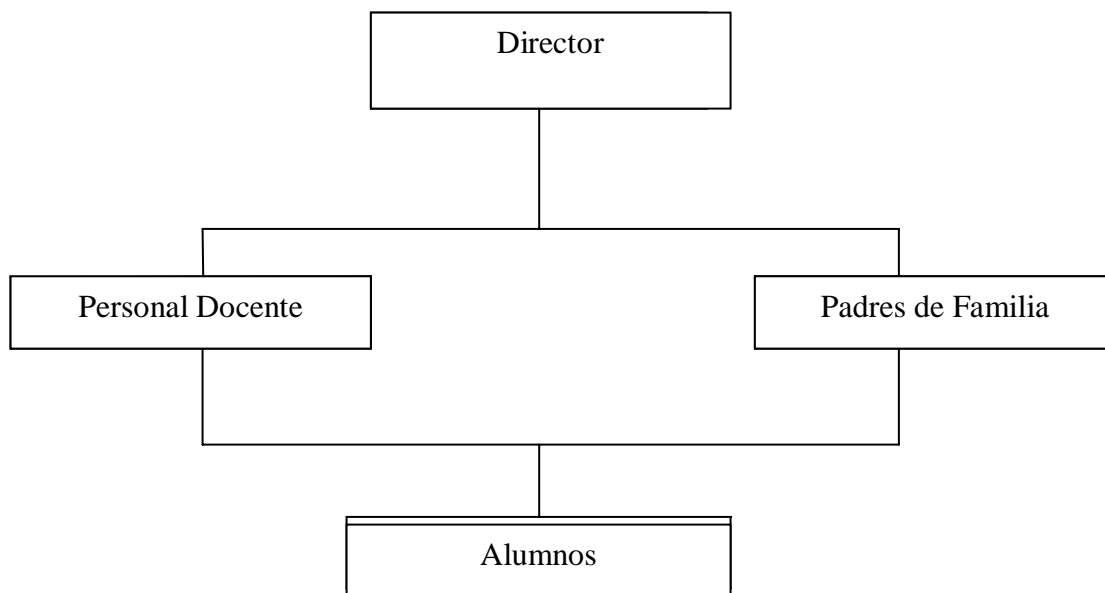 Director
Personal Docente
Padres de Familia
Alumnos